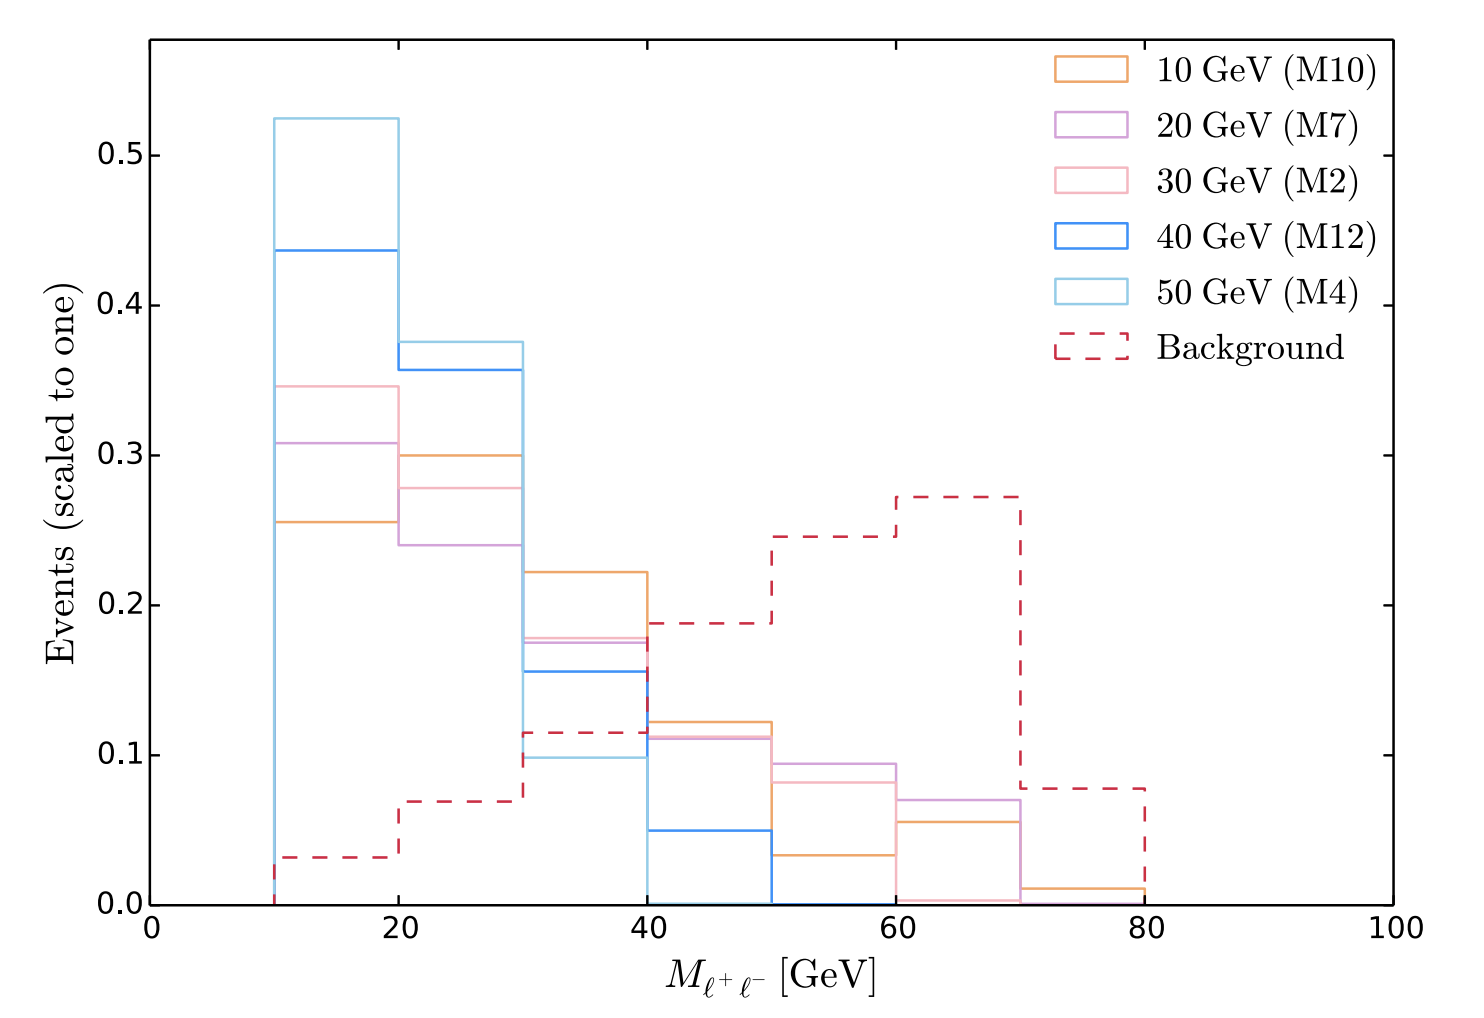 10 GeV (M10)
20 GeV (M7)
30 GeV (M2)
40 GeV (M12)
50 GeV (M4)
Background
Events (scaled to one)
0.5
0.4
0.3
0.2
0.1
0.0
0 20 40 60 80 100
Mℓ+ℓ− [GeV]